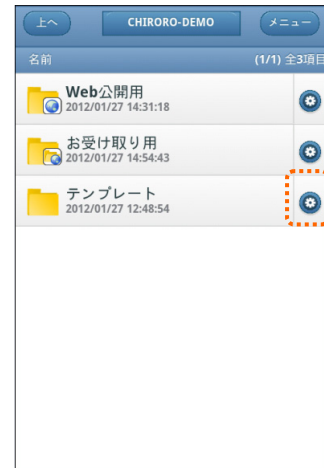 上へ CHIRORO-DEMO メニュー
名前 (1/1) 全3項目
Web公開用
2012/01/27 14:31:18
お受け取り用
2012/01/27 14:54:43
テンプレート
2012/01/27 12:48:54